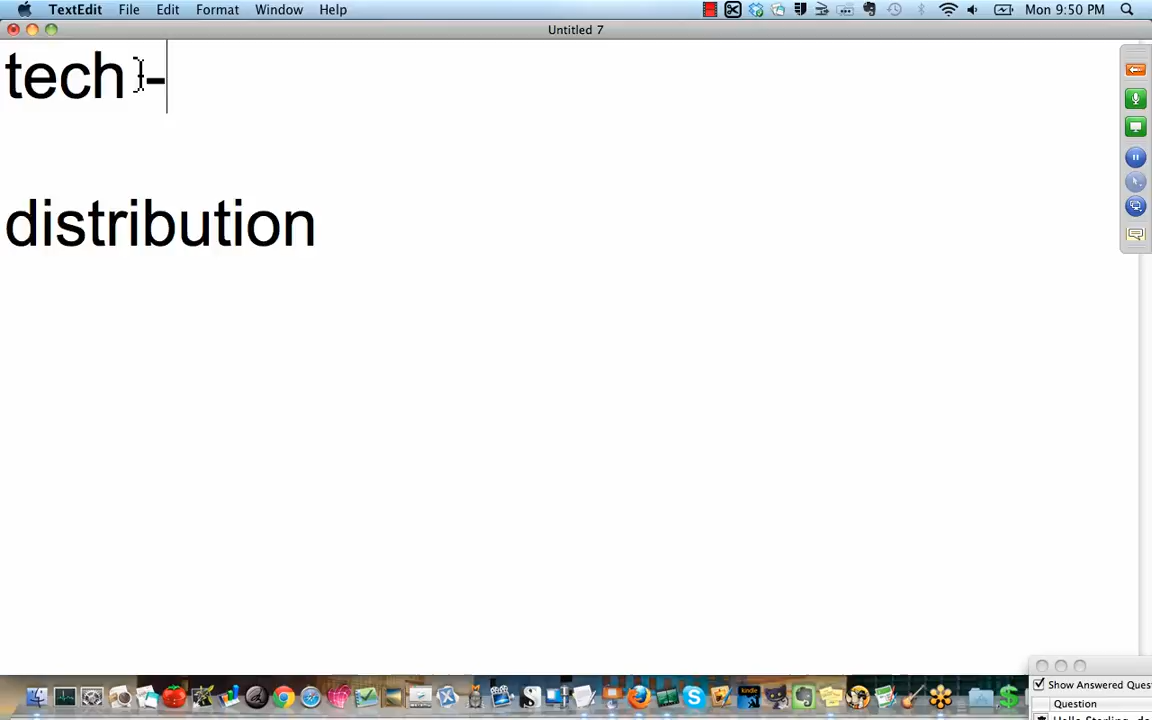 TextEdit File Edit Format Window Help Mon 9:50 PM
Untitled 7
tech -
distribution
Show Answered Ques
Question